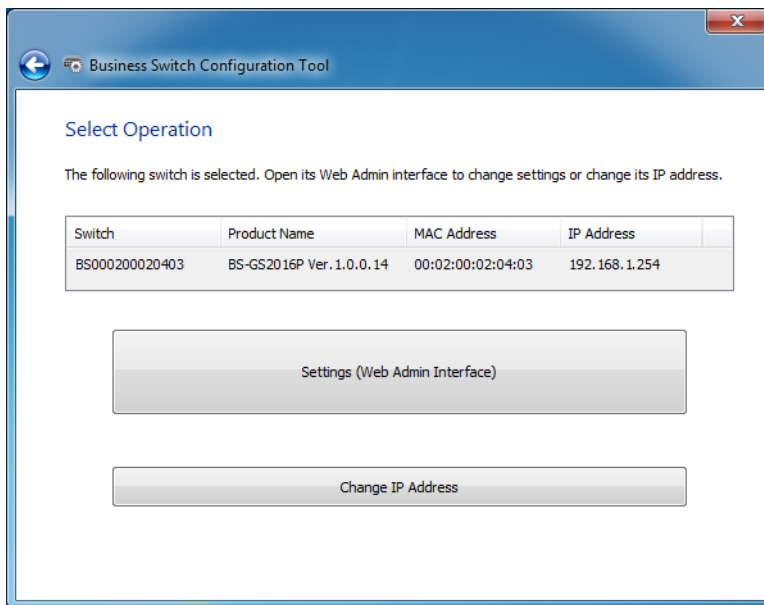 Business Switch Configuration Tool
Select Operation
The following switch is selected. Open its Web Admin interface to change settings or change its IP address.
Switch Product Name MAC Address IP Address
BS000200020403 BS-GS2016P Ver.1.0.0.14 00:02:00:02:04:03 192.168.1.254
Settings (Web Admin Interface)
Change IP Address